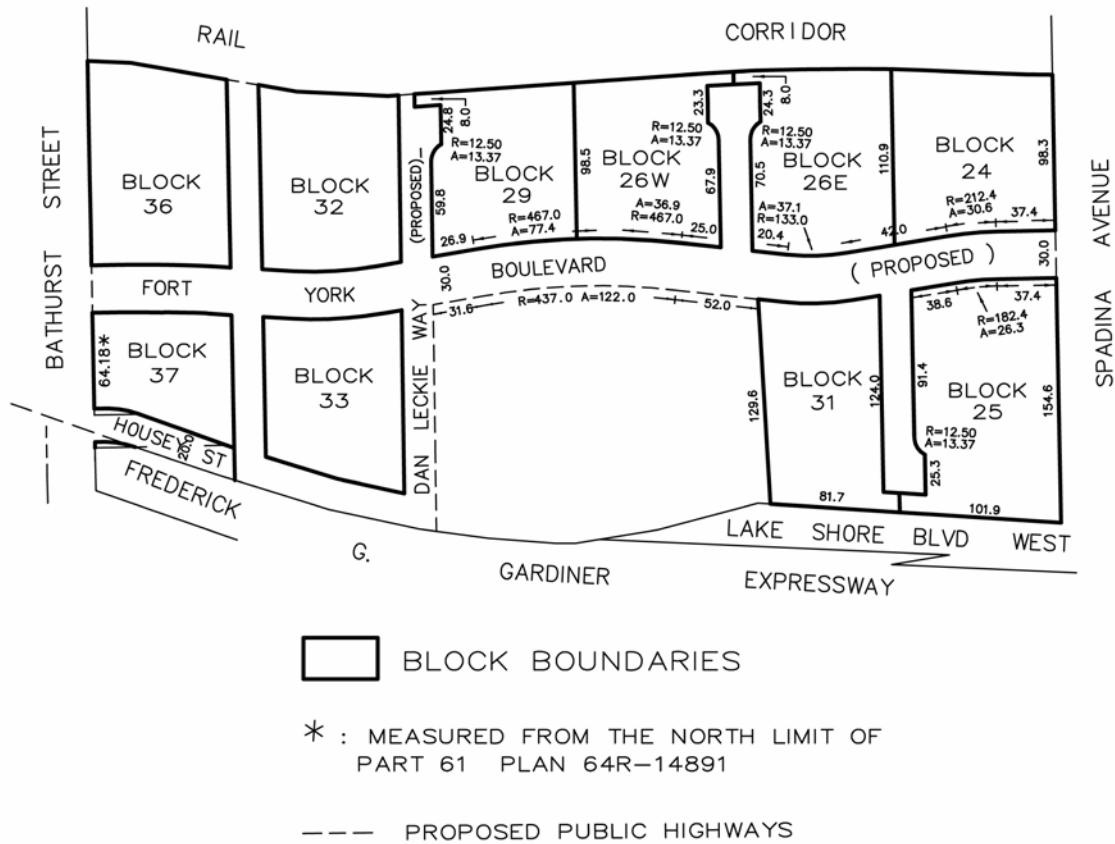 RAIL
CORRIDOR
BATHURST STREET
BLOCK
36
BLOCK
32
(PROPOSED)
24.8
8.0
R=12.50
A=13.37
59.8
BLOCK
29
R=467.0
A=77.4
26.9
98.5
23.3
R=12.50
A=13.37
BLOCK
26W
67.9
A=36.9
R=467.0
25.0
24.3
8.0
R=12.50
A=13.37
70.5
BLOCK
26E
110.9
A=37.1
R=133.0
20.4
42.0
BLOCK
24
98.3
R=212.4
A=30.6
37.4
SPADINA AVENUE
FORT YORK BOULEVARD (PROPOSED)
30.0
30.0
64.18*
BLOCK
37
BLOCK
33
DAN LECKIE WAY
31.6
R=437.0 A=122.0
52.0
129.6
BLOCK
31
124.0
81.7
38.6
R=182.4
A=26.3
37.4
91.4
BLOCK
25
154.6
R=12.50
A=13.37
25.3
101.9
HOUSEY ST
20.0
FREDERICK G. GARDINER EXPRESSWAY
LAKE SHORE BLVD WEST
BLOCK BOUNDARIES
* : MEASURED FROM THE NORTH LIMIT OF
PART 61 PLAN 64R-14891
--- PROPOSED PUBLIC HIGHWAYS